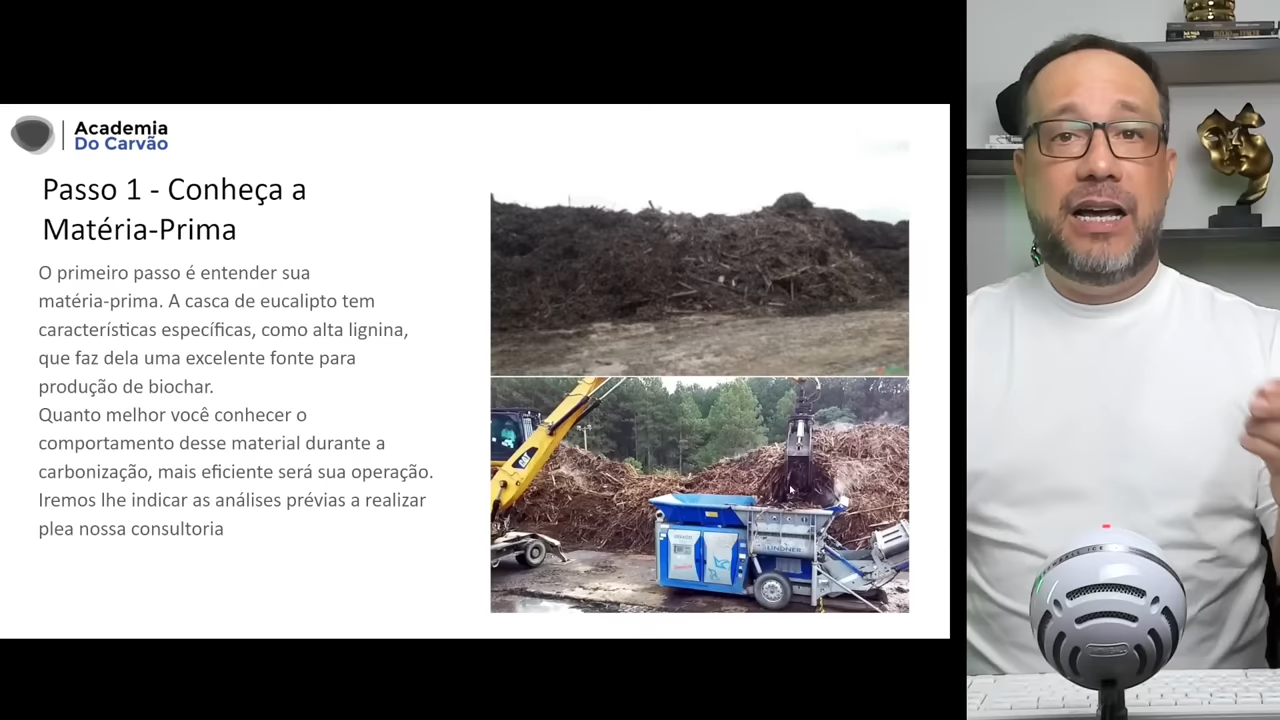 Academia
Do Carvão
Passo 1 - Conheça a
Matéria-Prima
O primeiro passo é entender sua
matéria-prima. A casca de eucalipto tem
características específicas, como alta lignina,
que faz dela uma excelente fonte para
produção de biochar.
Quanto melhor você conhecer o
comportamento desse material durante a
carbonização, mais eficiente será sua operação.
Iremos lhe indicar as análises prévias a realizar
plea nossa consultoria
CAT
LINDNER